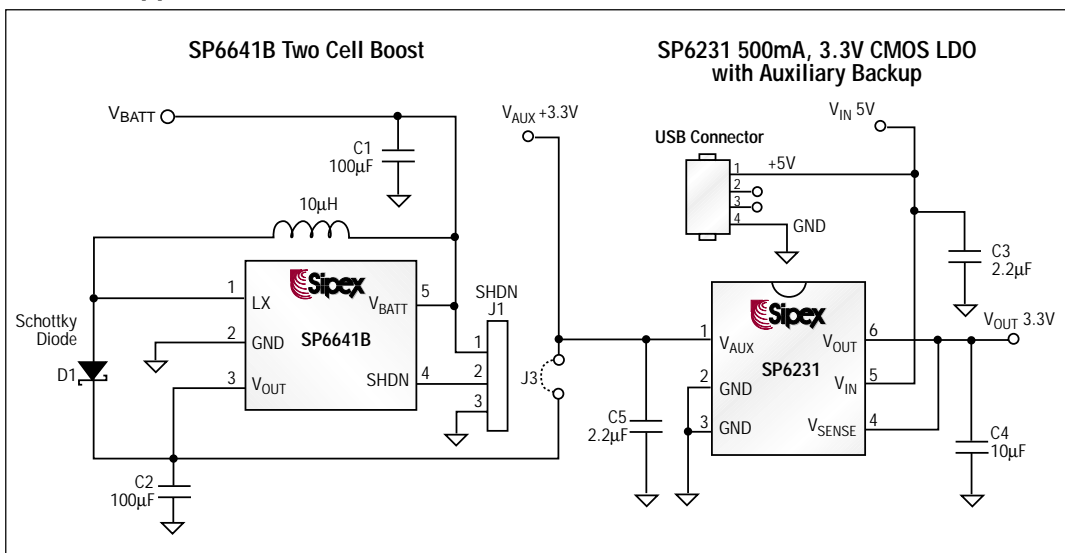 SP6641B Two Cell Boost
SP6231 500mA, 3.3V CMOS LDO
with Auxiliary Backup
VBATT
C1
100µF
VAUX +3.3V
VIN 5V
USB Connector
1
+5V
2
3
4
GND
10µH
C3
2.2µF
Sipex
1
LX
VBATT
5
SHDN
J1
Schottky
Diode
2
GND
SP6641B
1
D1
3
VOUT
SHDN
4
2
3
J3
Sipex
1
VAUX
VOUT
6
VOUT 3.3V
SP6231
2
GND
VIN
5
3
GND
VSENSE
4
C5
2.2µF
C4
10µF
C2
100µF